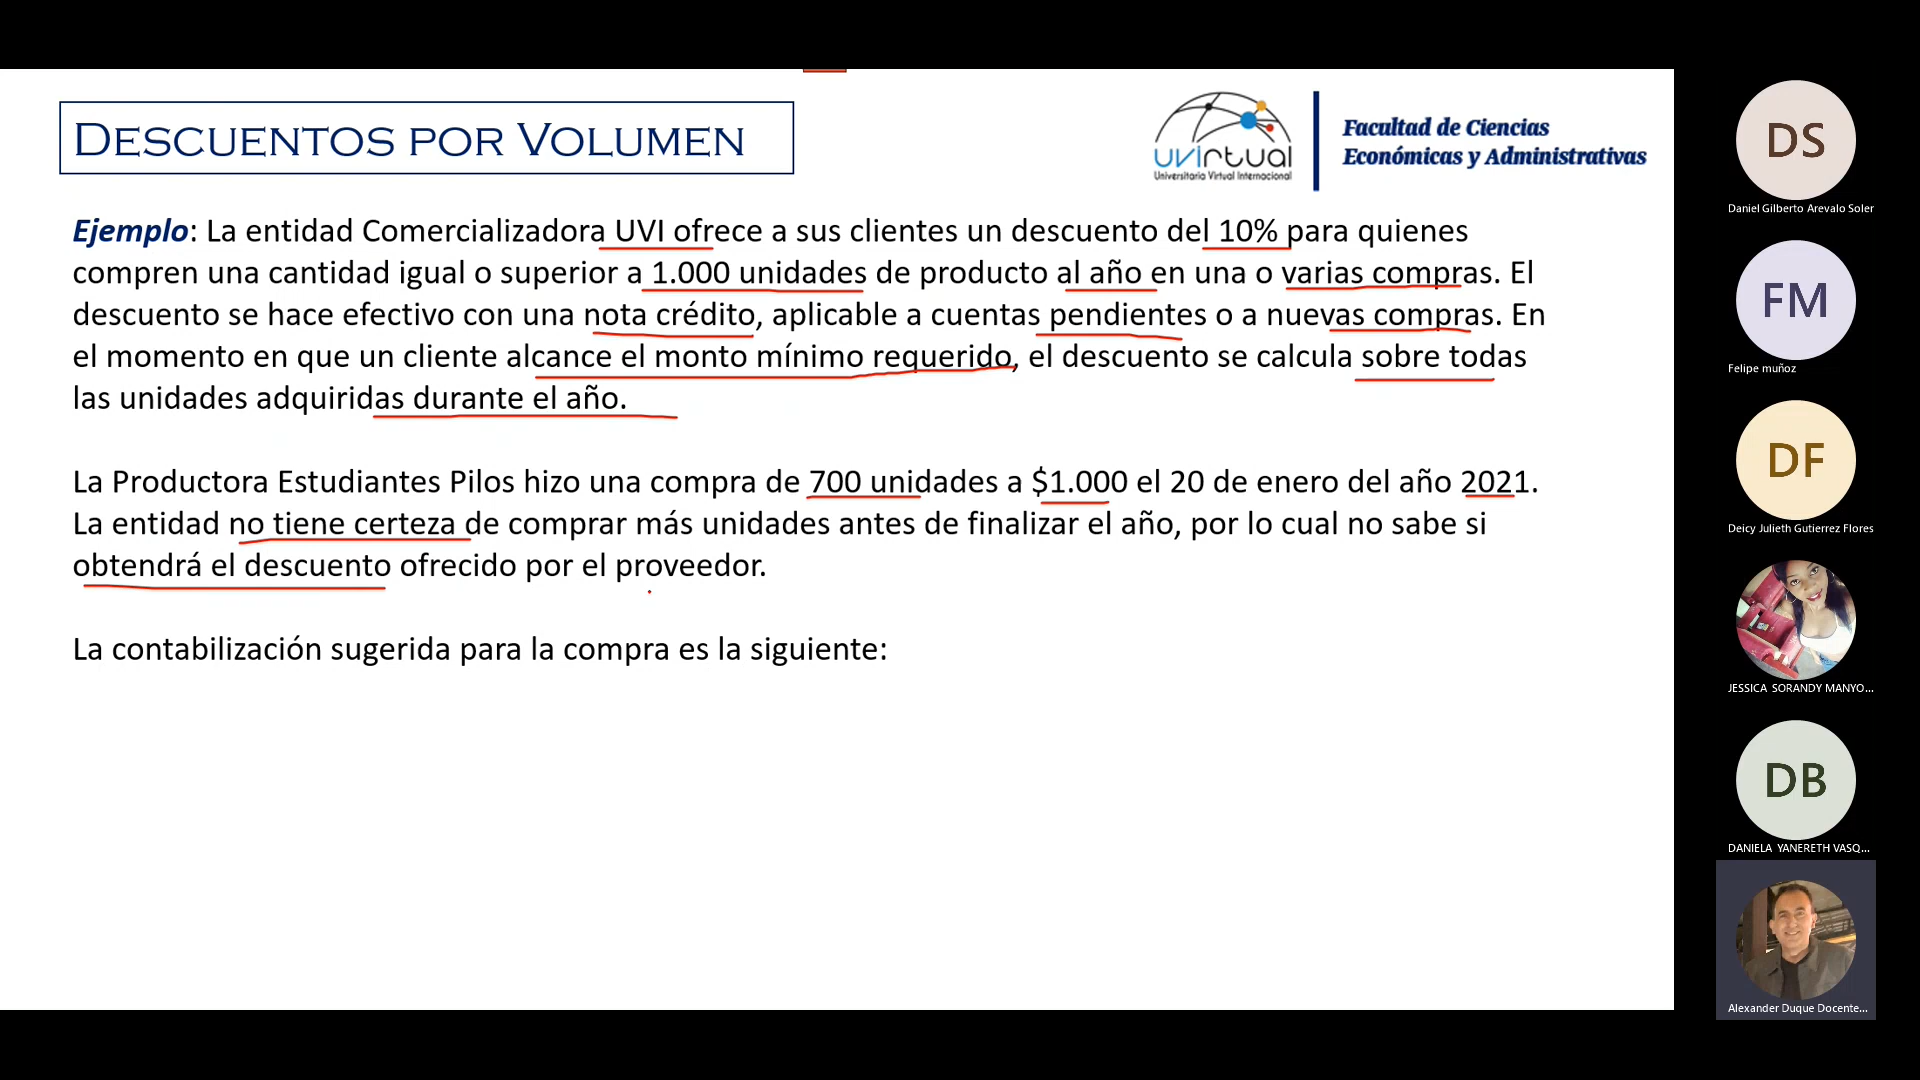 DESCUENTOS POR VOLUMEN
uvirtual
Universitaria Virtual Internacional
Facultad de Ciencias
Económicas y Administrativas
Ejemplo: La entidad Comercializadora UVI ofrece a sus clientes un descuento del 10% para quienes
compren una cantidad igual o superior a 1.000 unidades de producto al año en una o varias compras. El
descuento se hace efectivo con una nota crédito, aplicable a cuentas pendientes o a nuevas compras. En
el momento en que un cliente alcance el monto mínimo requerido, el descuento se calcula sobre todas
las unidades adquiridas durante el año.
La Productora Estudiantes Pilos hizo una compra de 700 unidades a $1.000 el 20 de enero del año 2021.
La entidad no tiene certeza de comprar más unidades antes de finalizar el año, por lo cual no sabe si
obtendrá el descuento ofrecido por el proveedor.
La contabilización sugerida para la compra es la siguiente:
DS
Daniel Gilberto Arevalo Soler
FM
Felipe muñoz
DF
Deicy Julieth Gutierrez Flores
JESSICA SORANDY MANYO...
DB
DANIELA YANERETH VASQ...
Alexander Duque Docente...